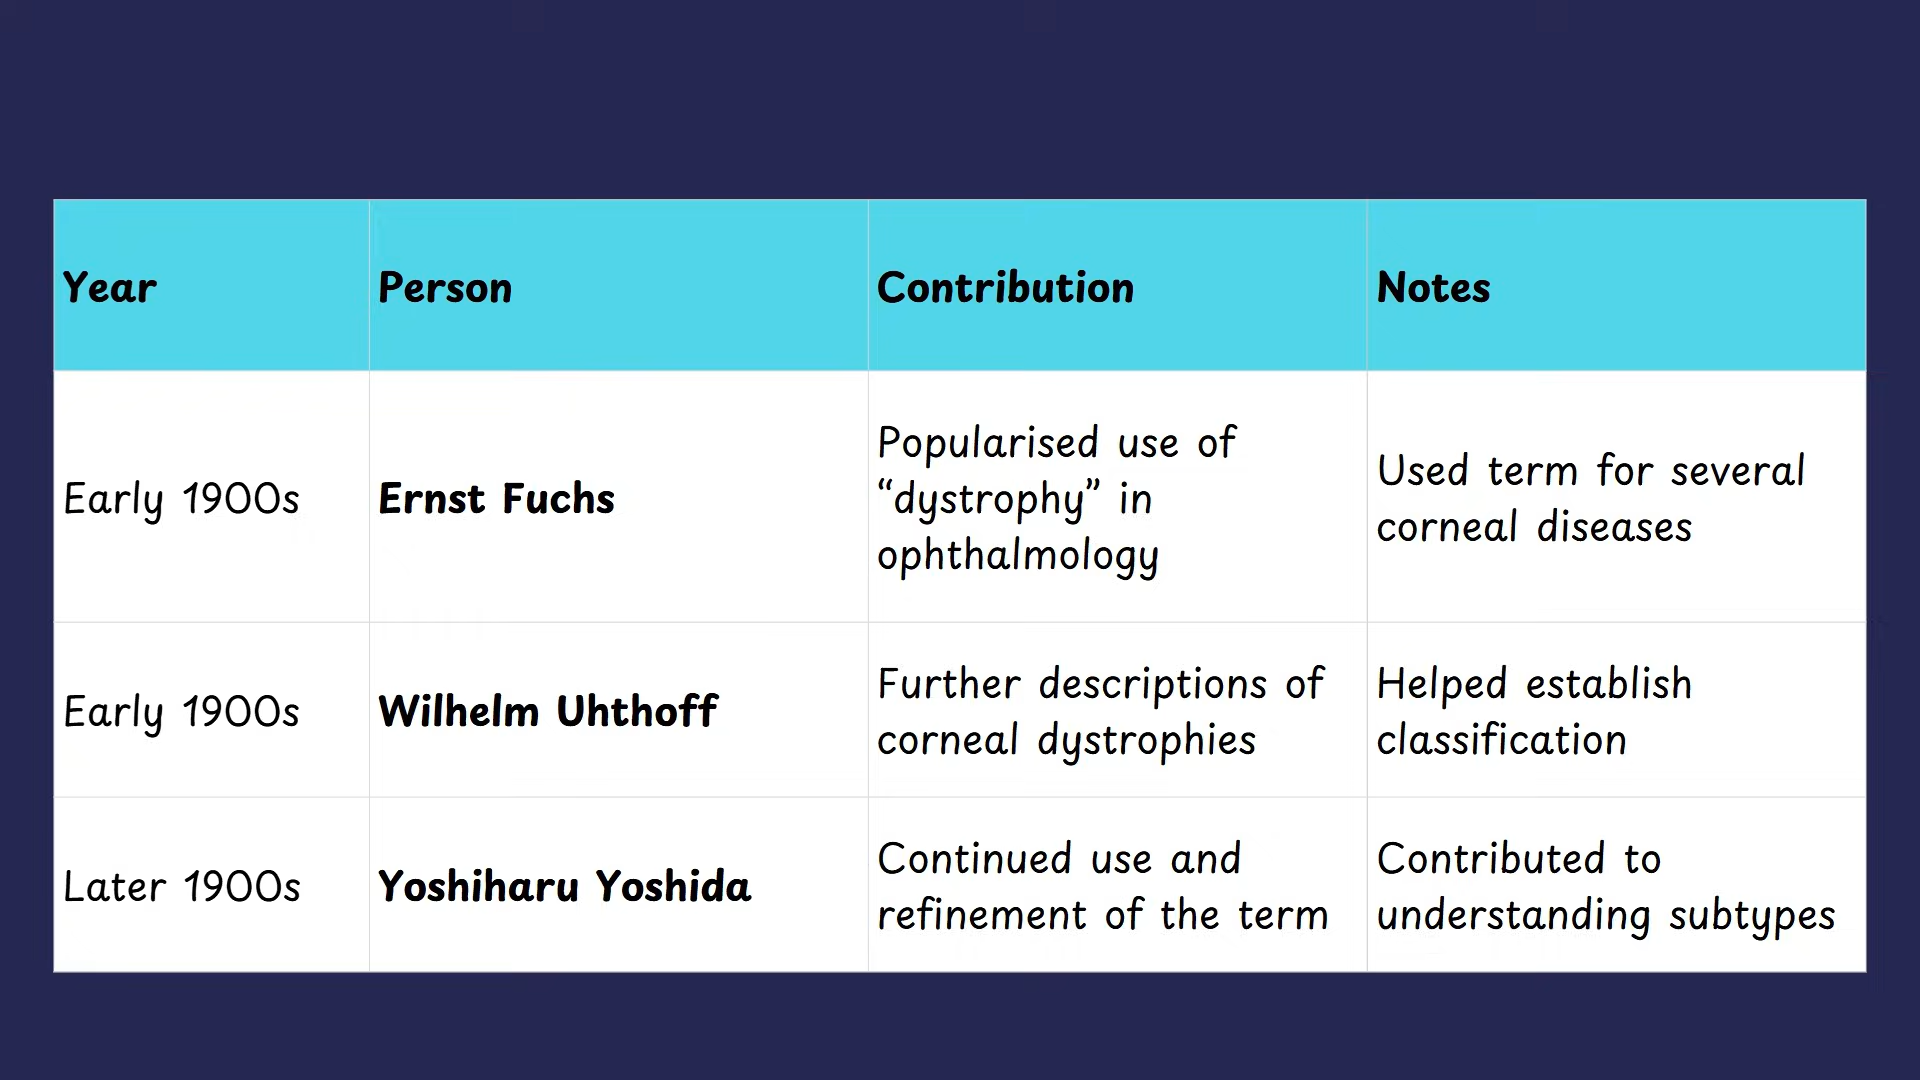 Year Person Contribution Notes
Early 1900s
Ernst Fuchs
Popularised use of
“dystrophy” in
ophthalmology
Used term for several
corneal diseases
Early 1900s
Wilhelm Uhthoff
Further descriptions of
corneal dystrophies
Helped establish
classification
Later 1900s
Yoshiharu Yoshida
Continued use and
refinement of the term
Contributed to
understanding subtypes